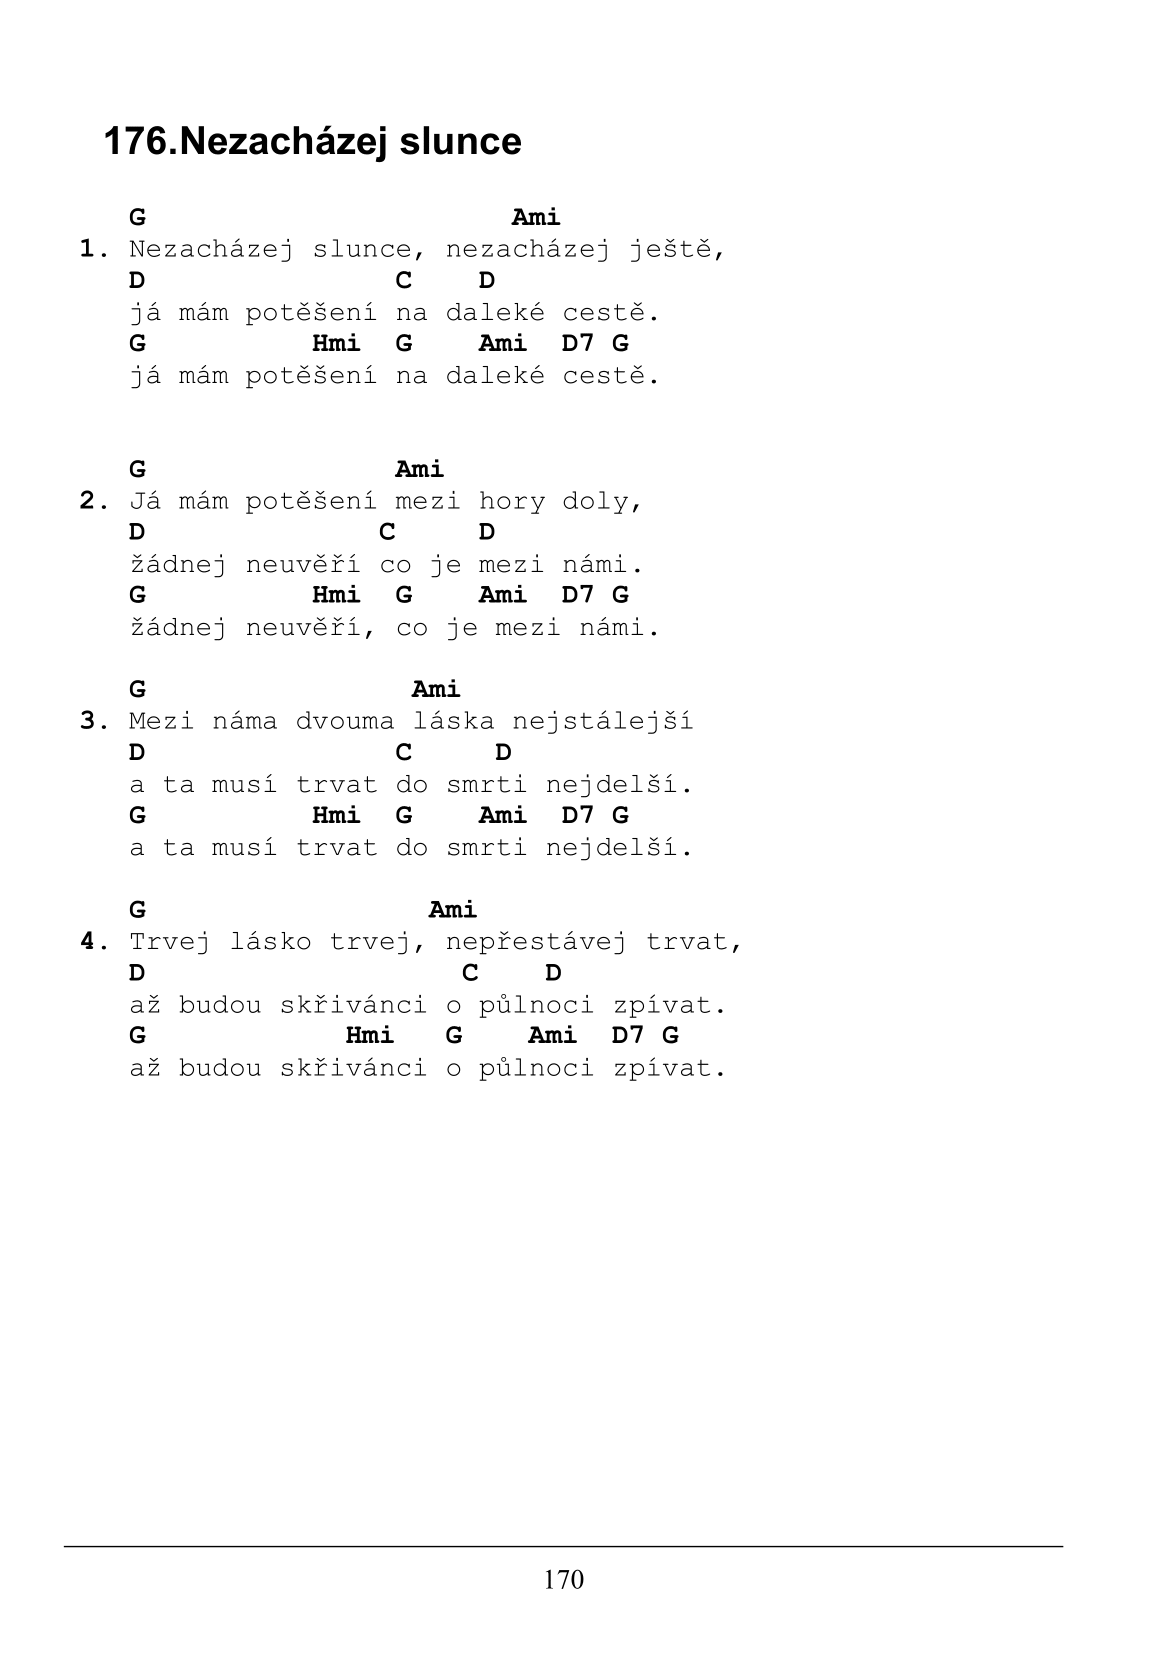 176.Nezacházej slunce
   G                      Ami
1. Nezacházej slunce, nezacházej ještě,
   D               C    D
   já mám potěšení na daleké cestě.
   G          Hmi  G    Ami  D7 G
   já mám potěšení na daleké cestě.
   G               Ami
2. Já mám potěšení mezi hory doly,
   D              C     D
   žádnej neuvěří co je mezi námi.
   G          Hmi  G    Ami  D7 G
   žádnej neuvěří, co je mezi námi.
   G                Ami
3. Mezi náma dvouma láska nejstálejší
   D               C     D
   a ta musí trvat do smrti nejdelší.
   G          Hmi  G    Ami  D7 G
   a ta musí trvat do smrti nejdelší.
   G                 Ami
4. Trvej lásko trvej, nepřestávej trvat,
   D                   C    D
   až budou skřivánci o půlnoci zpívat.
   G            Hmi   G    Ami  D7 G
   až budou skřivánci o půlnoci zpívat.
170